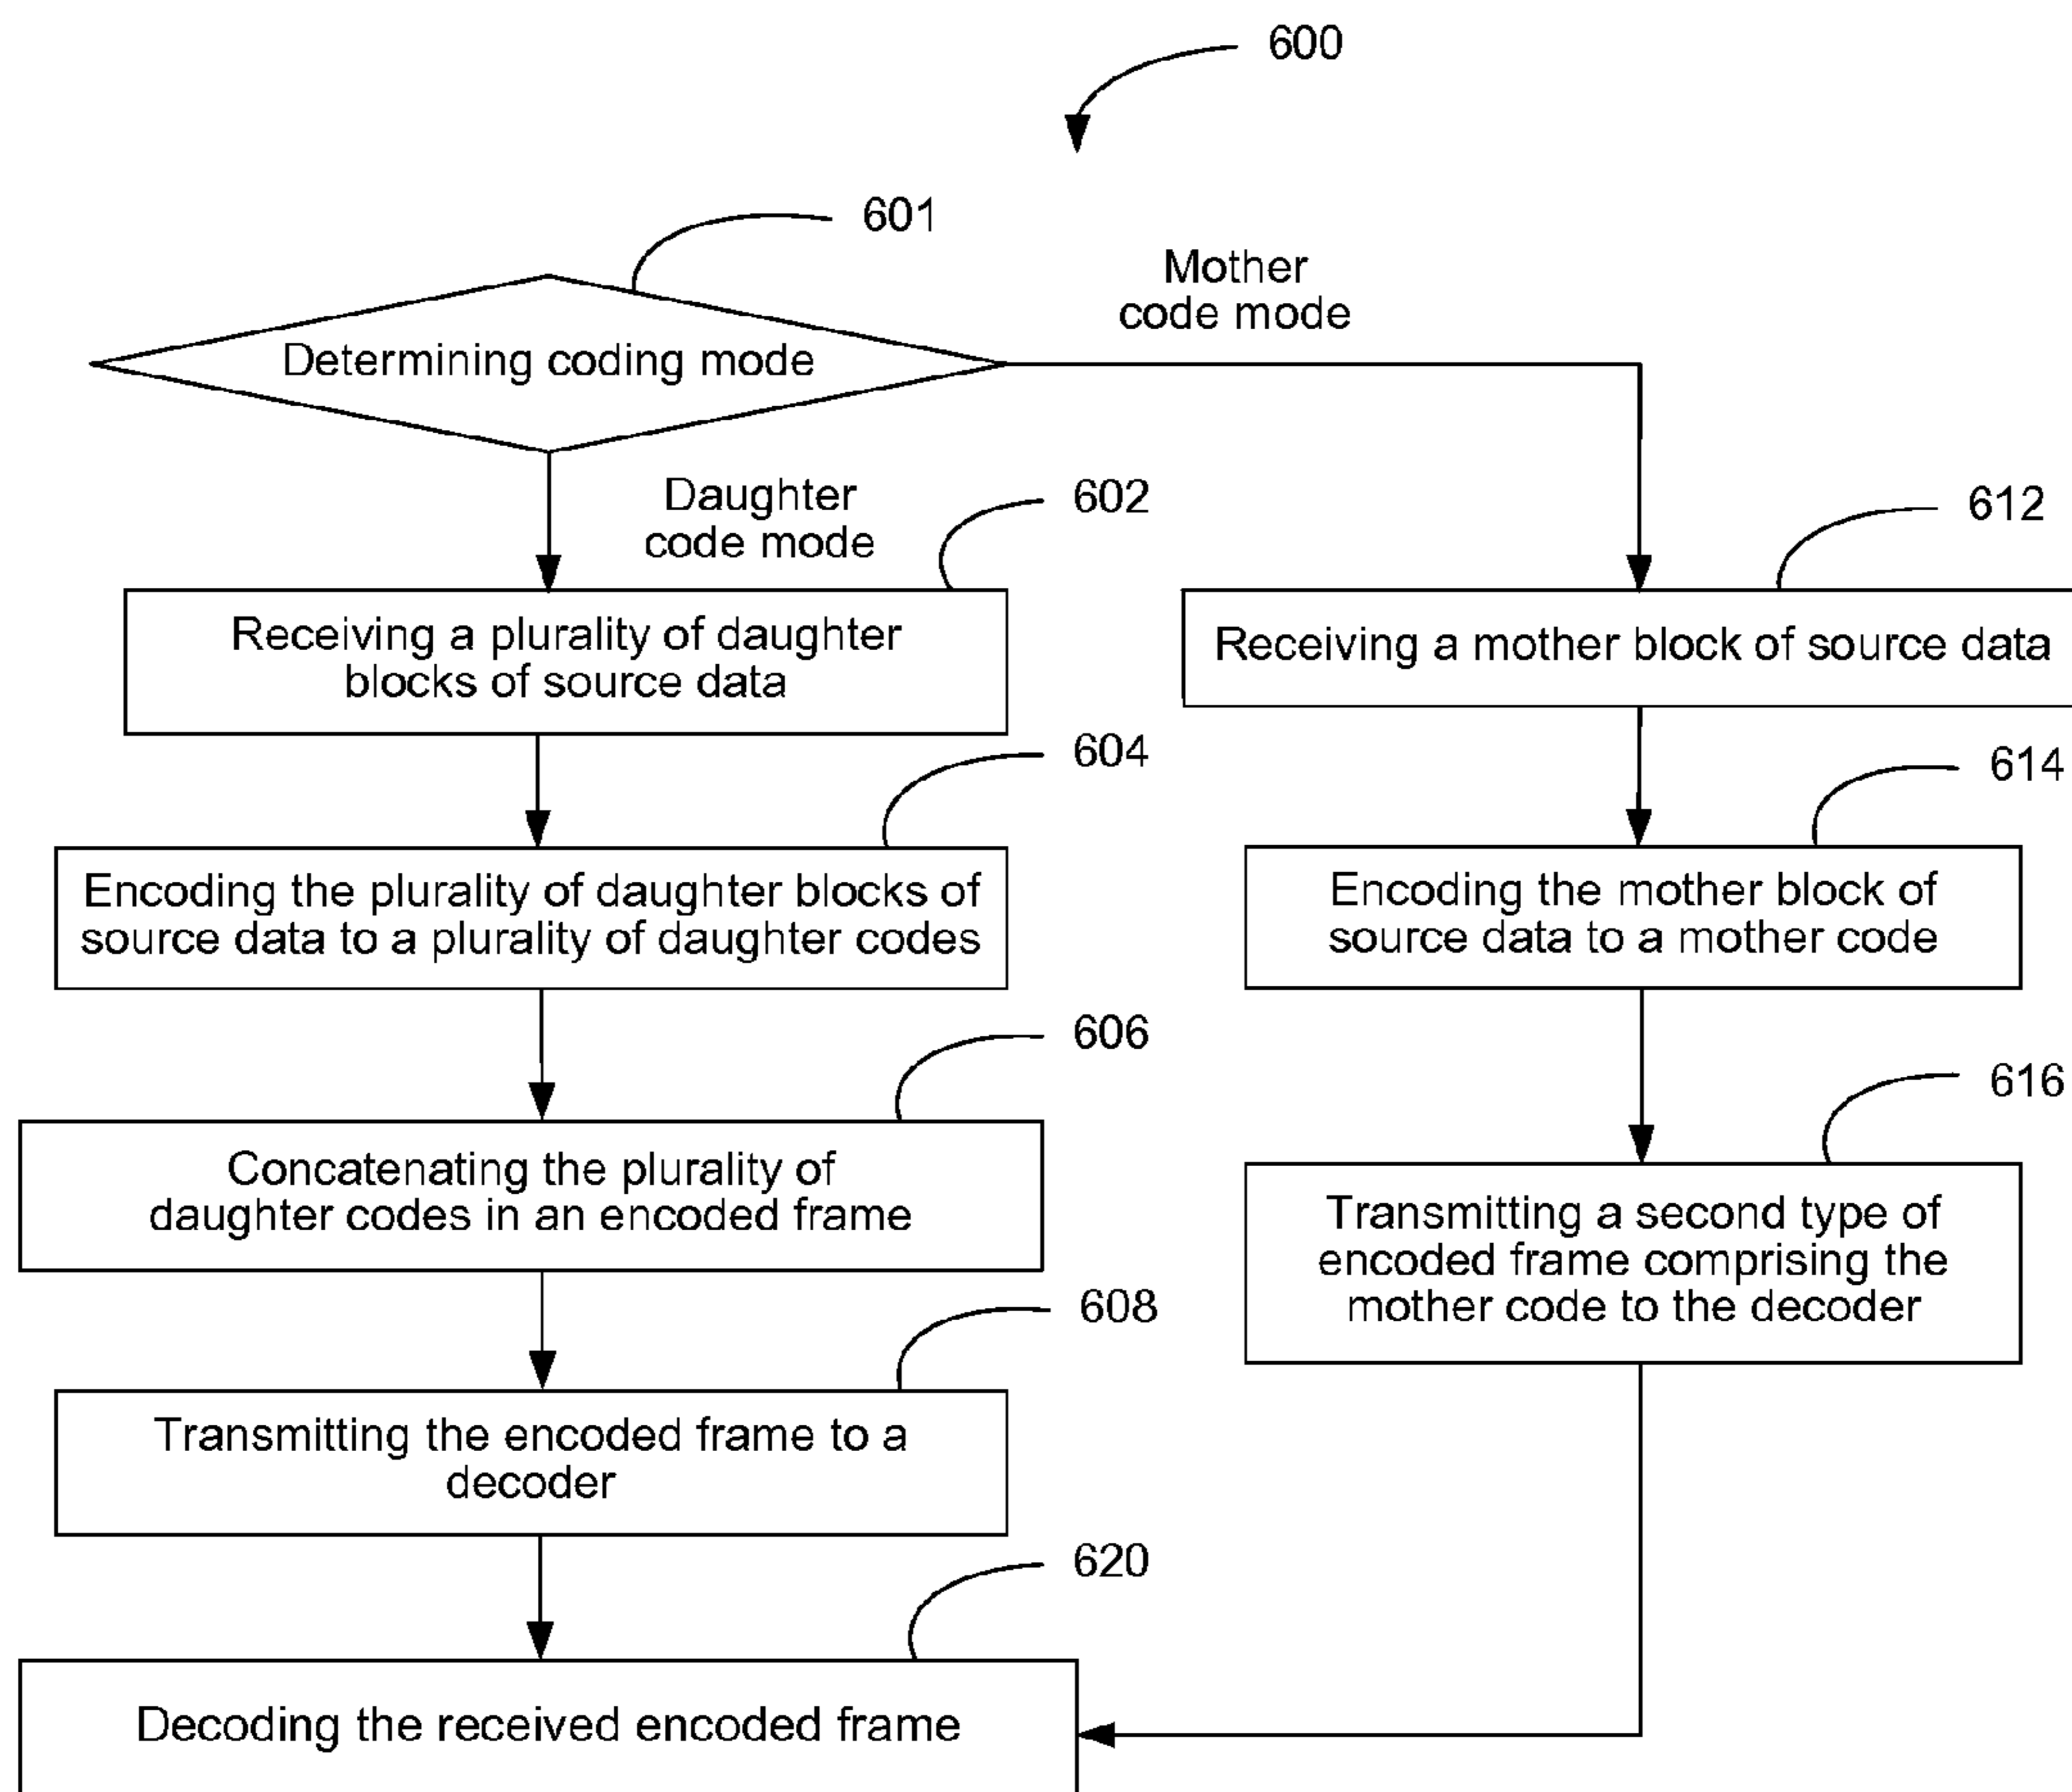 600
601
Mother
code mode
Determining coding mode
Daughter
code mode
602
612
Receiving a plurality of daughter
blocks of source data
Receiving a mother block of source data
604
614
Encoding the plurality of daughter blocks of
source data to a plurality of daughter codes
Encoding the mother block of
source data to a mother code
606
616
Concatenating the plurality of
daughter codes in an encoded frame
Transmitting a second type of
encoded frame comprising the
mother code to the decoder
608
Transmitting the encoded frame to a
decoder
620
Decoding the received encoded frame